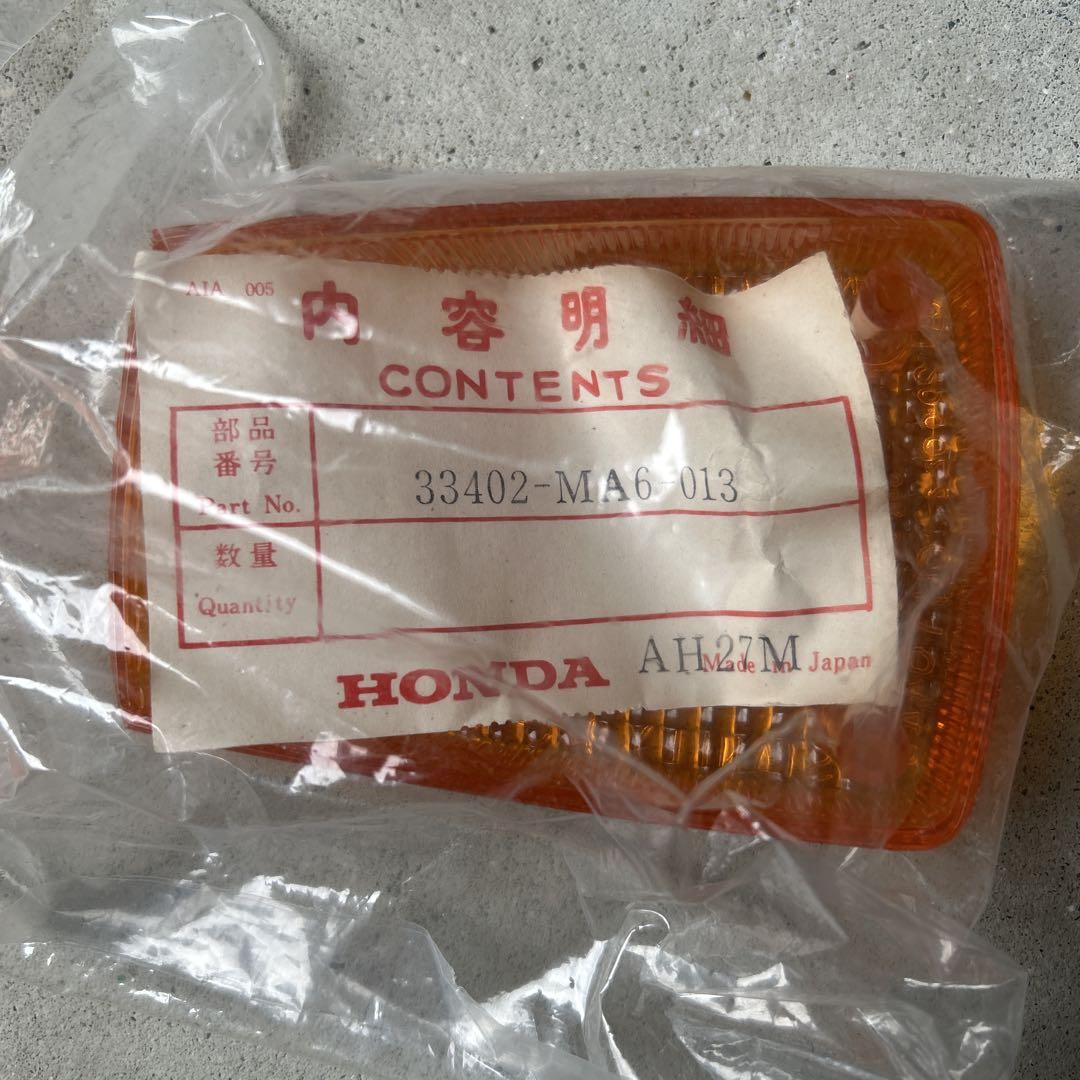 AIA 005
内容明細
CONTENTS
部品
番号
Part No.
33402-MA6-013
数量
Quantity
HONDA
AH27M
Made in Japan